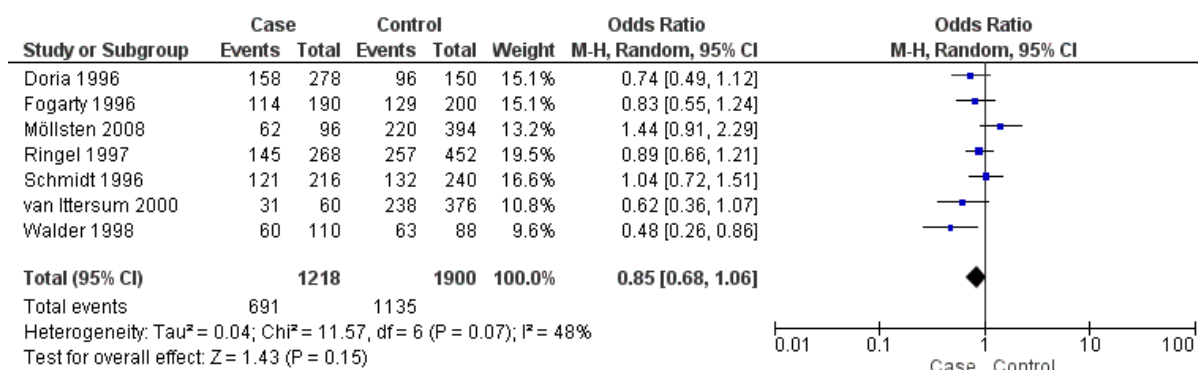 Case Control Odds Ratio Odds Ratio
Study or Subgroup Events Total Events Total Weight M-H, Random, 95% CI M-H, Random, 95% CI
Doria 1996 158 278 96 150 15.1% 0.74 [0.49, 1.12]
Fogarty 1996 114 190 129 200 15.1% 0.83 [0.55, 1.24]
Möllsten 2008 62 96 220 394 13.2% 1.44 [0.91, 2.29]
Ringel 1997 145 268 257 452 19.5% 0.89 [0.66, 1.21]
Schmidt 1996 121 216 132 240 16.6% 1.04 [0.72, 1.51]
van Ittersum 2000 31 60 238 376 10.8% 0.62 [0.36, 1.07]
Walder 1998 60 110 63 88 9.6% 0.48 [0.26, 0.86]
Total (95% CI) 1218 1900 100.0% 0.85 [0.68, 1.06]
Total events 691 1135
Heterogeneity: Tau² = 0.04; Chi² = 11.57, df = 6 (P = 0.07); I² = 48%
Test for overall effect: Z = 1.43 (P = 0.15)
0.01 0.1 1 10 100
Case Control